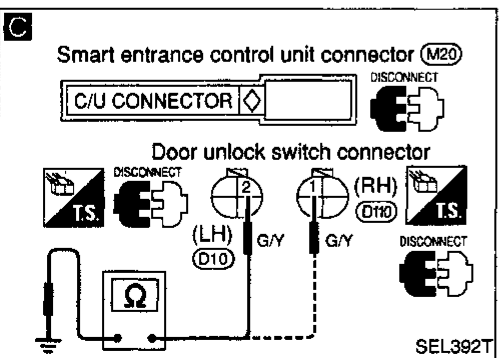 C
Smart entrance control unit connector M20
DISCONNECT
C/U CONNECTOR
Door unlock switch connector
T.S.
DISCONNECT
2
1
(RH)
D110
T.S.
(LH)
D10
G/Y
G/Y
DISCONNECT
Ω
SEL392T